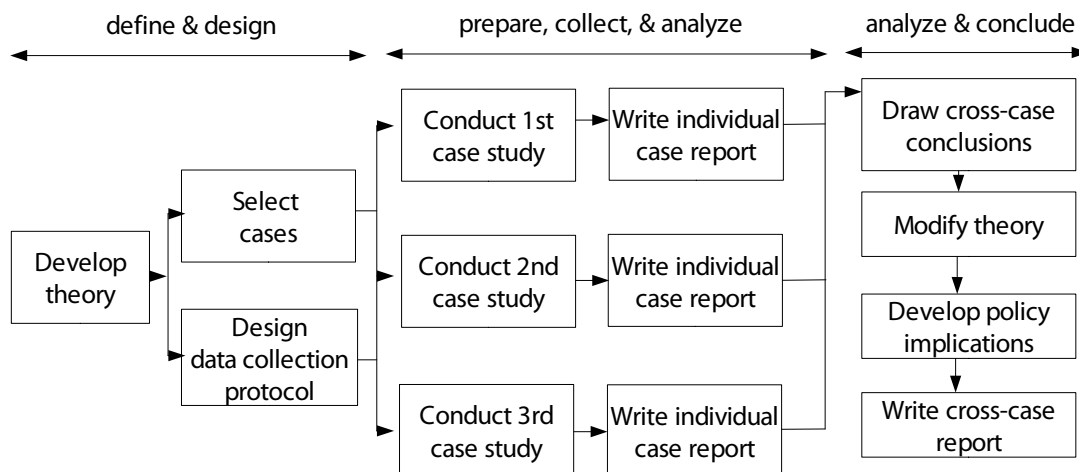 define & design
prepare, collect, & analyze
analyze & conclude
Develop
theory
Select
cases
Design
data collection
protocol
Conduct 1st
case study
Write individual
case report
Conduct 2nd
case study
Write individual
case report
Conduct 3rd
case study
Write individual
case report
Draw cross-case
conclusions
Modify theory
Develop policy
implications
Write cross-case
report